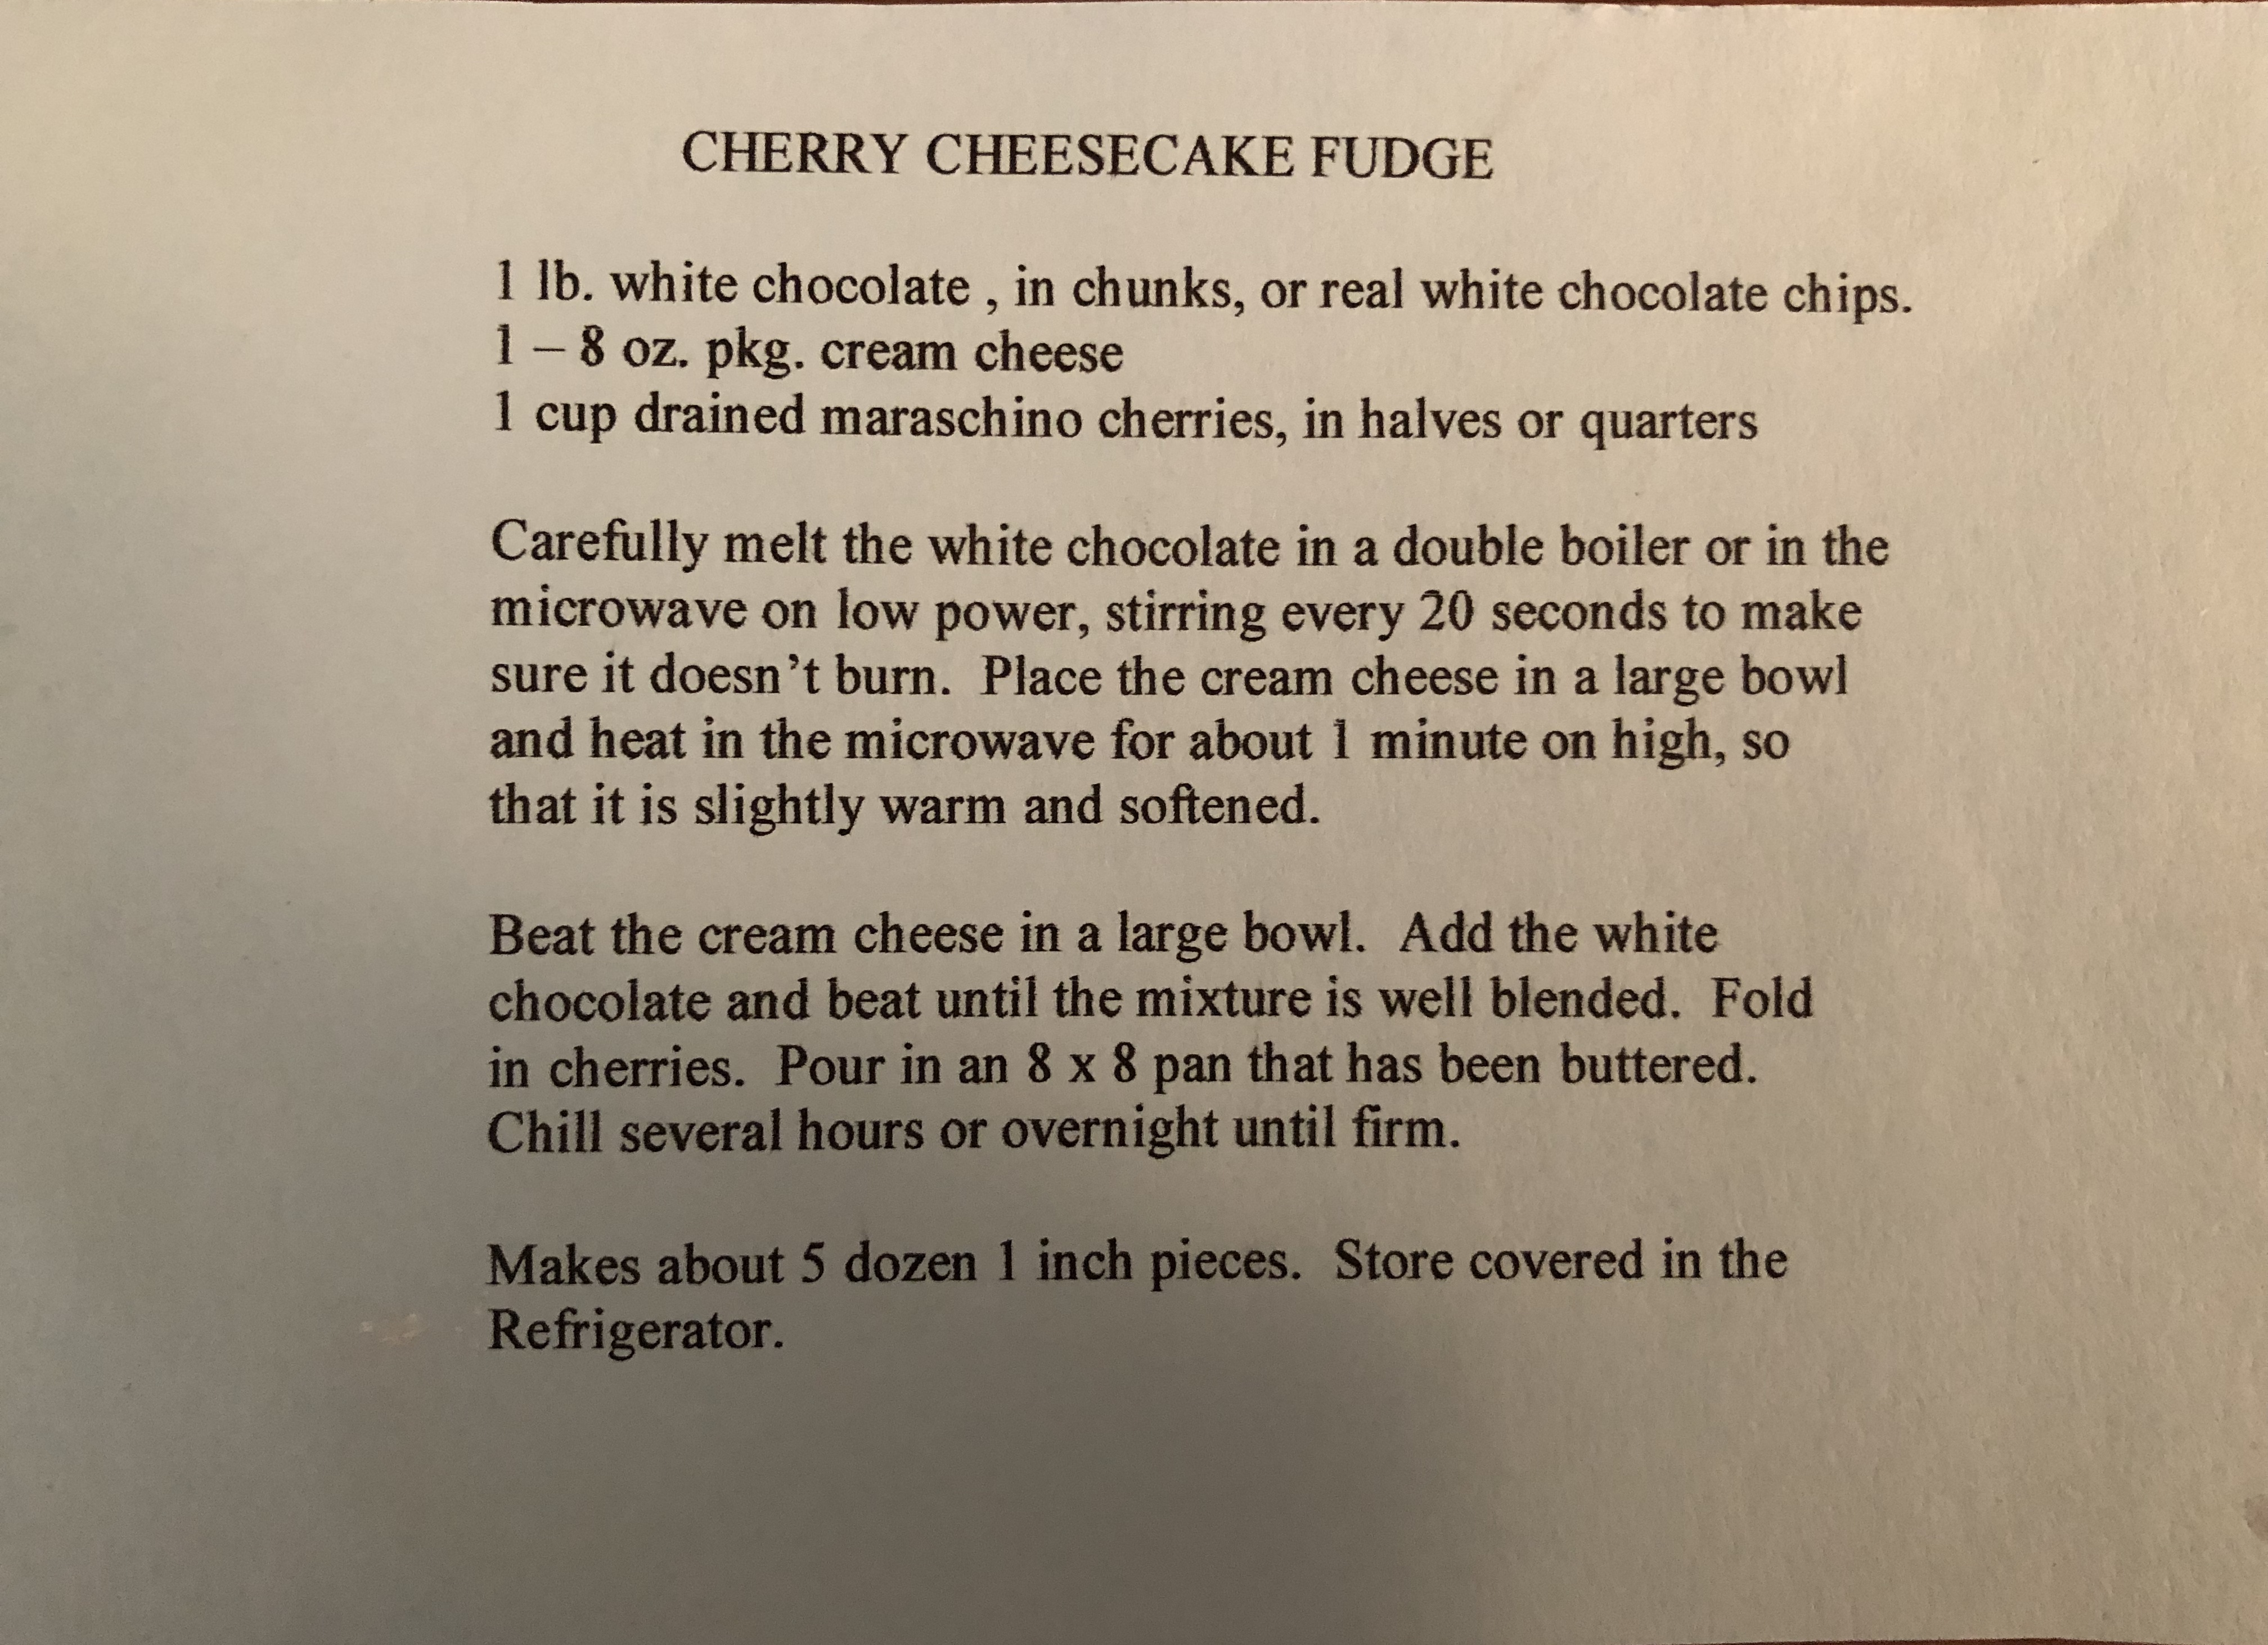 CHERRY CHEESECAKE FUDGE
1 lb. white chocolate , in chunks, or real white chocolate chips.
1 – 8 oz. pkg. cream cheese
1 cup drained maraschino cherries, in halves or quarters
Carefully melt the white chocolate in a double boiler or in the
microwave on low power, stirring every 20 seconds to make
sure it doesn’t burn.  Place the cream cheese in a large bowl
and heat in the microwave for about 1 minute on high, so
that it is slightly warm and softened.
Beat the cream cheese in a large bowl.  Add the white
chocolate and beat until the mixture is well blended.  Fold
in cherries.  Pour in an 8 x 8 pan that has been buttered.
Chill several hours or overnight until firm.
Makes about 5 dozen 1 inch pieces.  Store covered in the
Refrigerator.